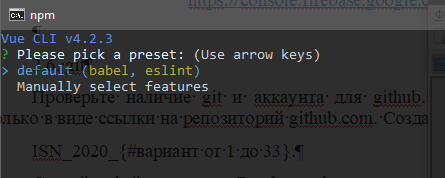 npm
https://console.firebase.google.c
Vue CLI v4.2.3
? Please pick a preset: (Use arrow keys)
> default (babel, eslint)
Manually select features
Проверьте наличие git и аккаунта для github.
олько в виде ссылки на репозиторий github.com. Созда
ISN_2020_{#вариант от 1 до 33}.¶